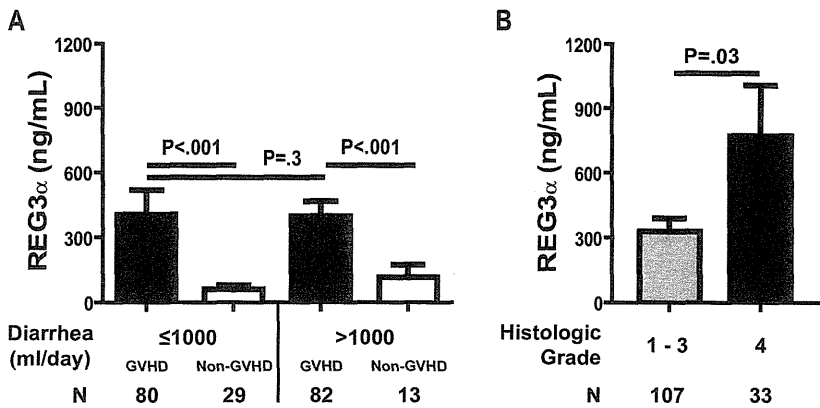 A
REG3α (ng/mL)
1200
900
600
300
0
P<.001
P=.3
P<.001
Diarrhea
(ml/day)
≤1000
>1000
GVHD
Non-GVHD
GVHD
Non-GVHD
N
80
29
82
13
B
REG3α (ng/mL)
1200
900
600
300
0
P=.03
Histologic
Grade
1 - 3
4
N
107
33